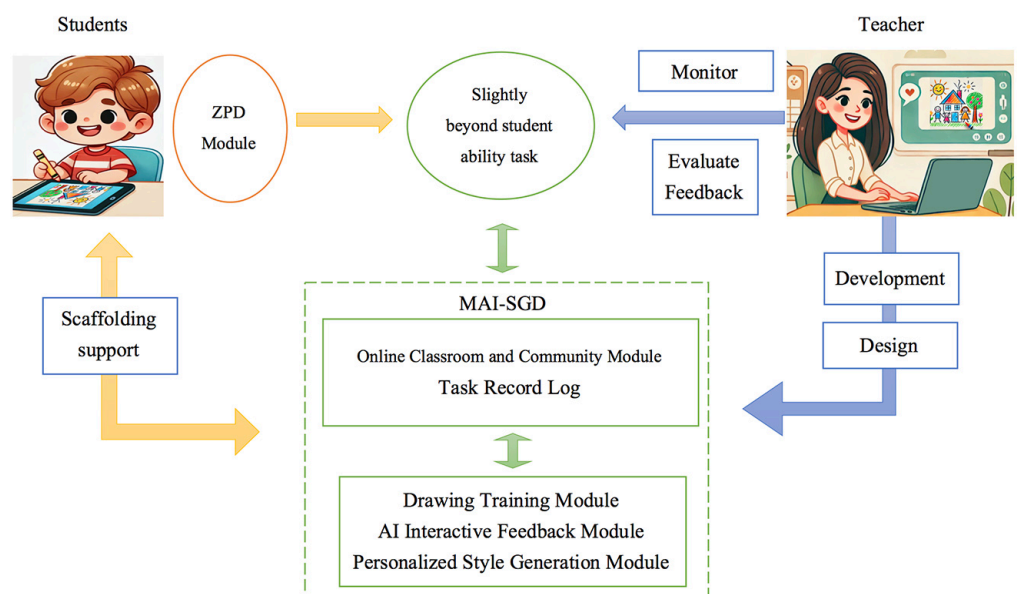 Students
Teacher
ZPD
Module
Slightly
beyond student
ability task
Monitor
Evaluate
Feedback
Development
Design
Scaffolding
support
MAI-SGD
Online Classroom and Community Module
Task Record Log
Drawing Training Module
AI Interactive Feedback Module
Personalized Style Generation Module